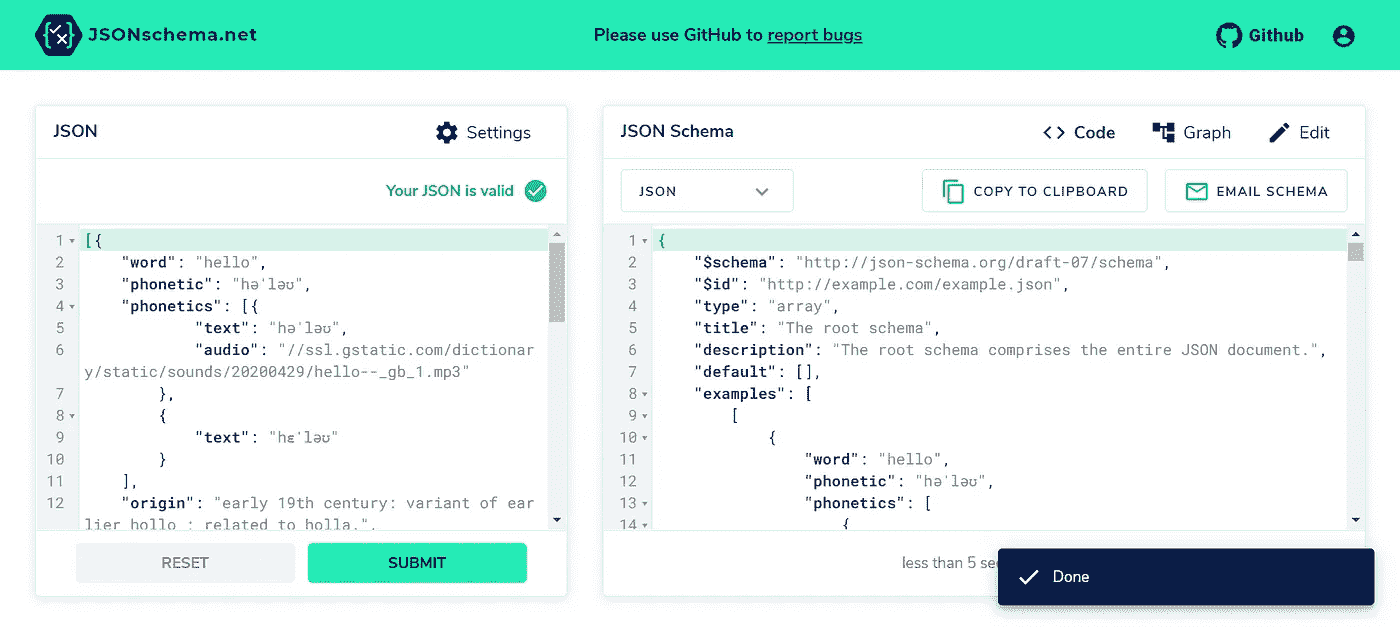 JSONschema.net
Please use GitHub to report bugs
Github
JSON
Settings
Your JSON is valid
1 [{
2 "word": "hello",
3 "phonetic": "həˈləʊ",
4 "phonetics": [{
5 "text": "həˈləʊ",
6 "audio": "//ssl.gstatic.com/dictionar
y/static/sounds/20200429/hello--_gb_1.mp3"
7 },
8 {
9 "text": "hɛˈləʊ"
10 }
11 ],
12 "origin": "early 19th century: variant of ear
lier hollo ; related to holla.",
RESET
SUBMIT
JSON Schema
Code
Graph
Edit
JSON
COPY TO CLIPBOARD
EMAIL SCHEMA
1 {
2 "$schema": "http://json-schema.org/draft-07/schema",
3 "$id": "http://example.com/example.json",
4 "type": "array",
5 "title": "The root schema",
6 "description": "The root schema comprises the entire JSON document.",
7 "default": [],
8 "examples": [
9 [
10 {
11 "word": "hello",
12 "phonetic": "həˈləʊ",
13 "phonetics": [
14 {
less than 5
Done